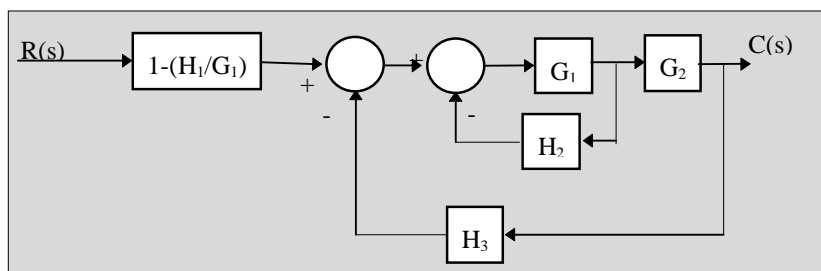 R(s)
1-(H₁/G₁)
+
-
+
-
G₁
G₂
C(s)
H₂
H₃